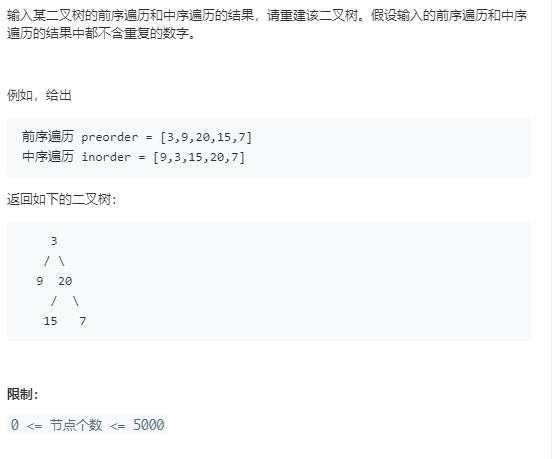 输入某二叉树的前序遍历和中序遍历的结果，请重建该二叉树。假设输入的前序遍历和中序
遍历的结果中都不含重复的数字。
例如，给出
前序遍历 preorder = [3,9,20,15,7]
中序遍历 inorder = [9,3,15,20,7]
返回如下的二叉树：
3
/ \
9 20
/ \
15 7
限制：
0 <= 节点个数 <= 5000